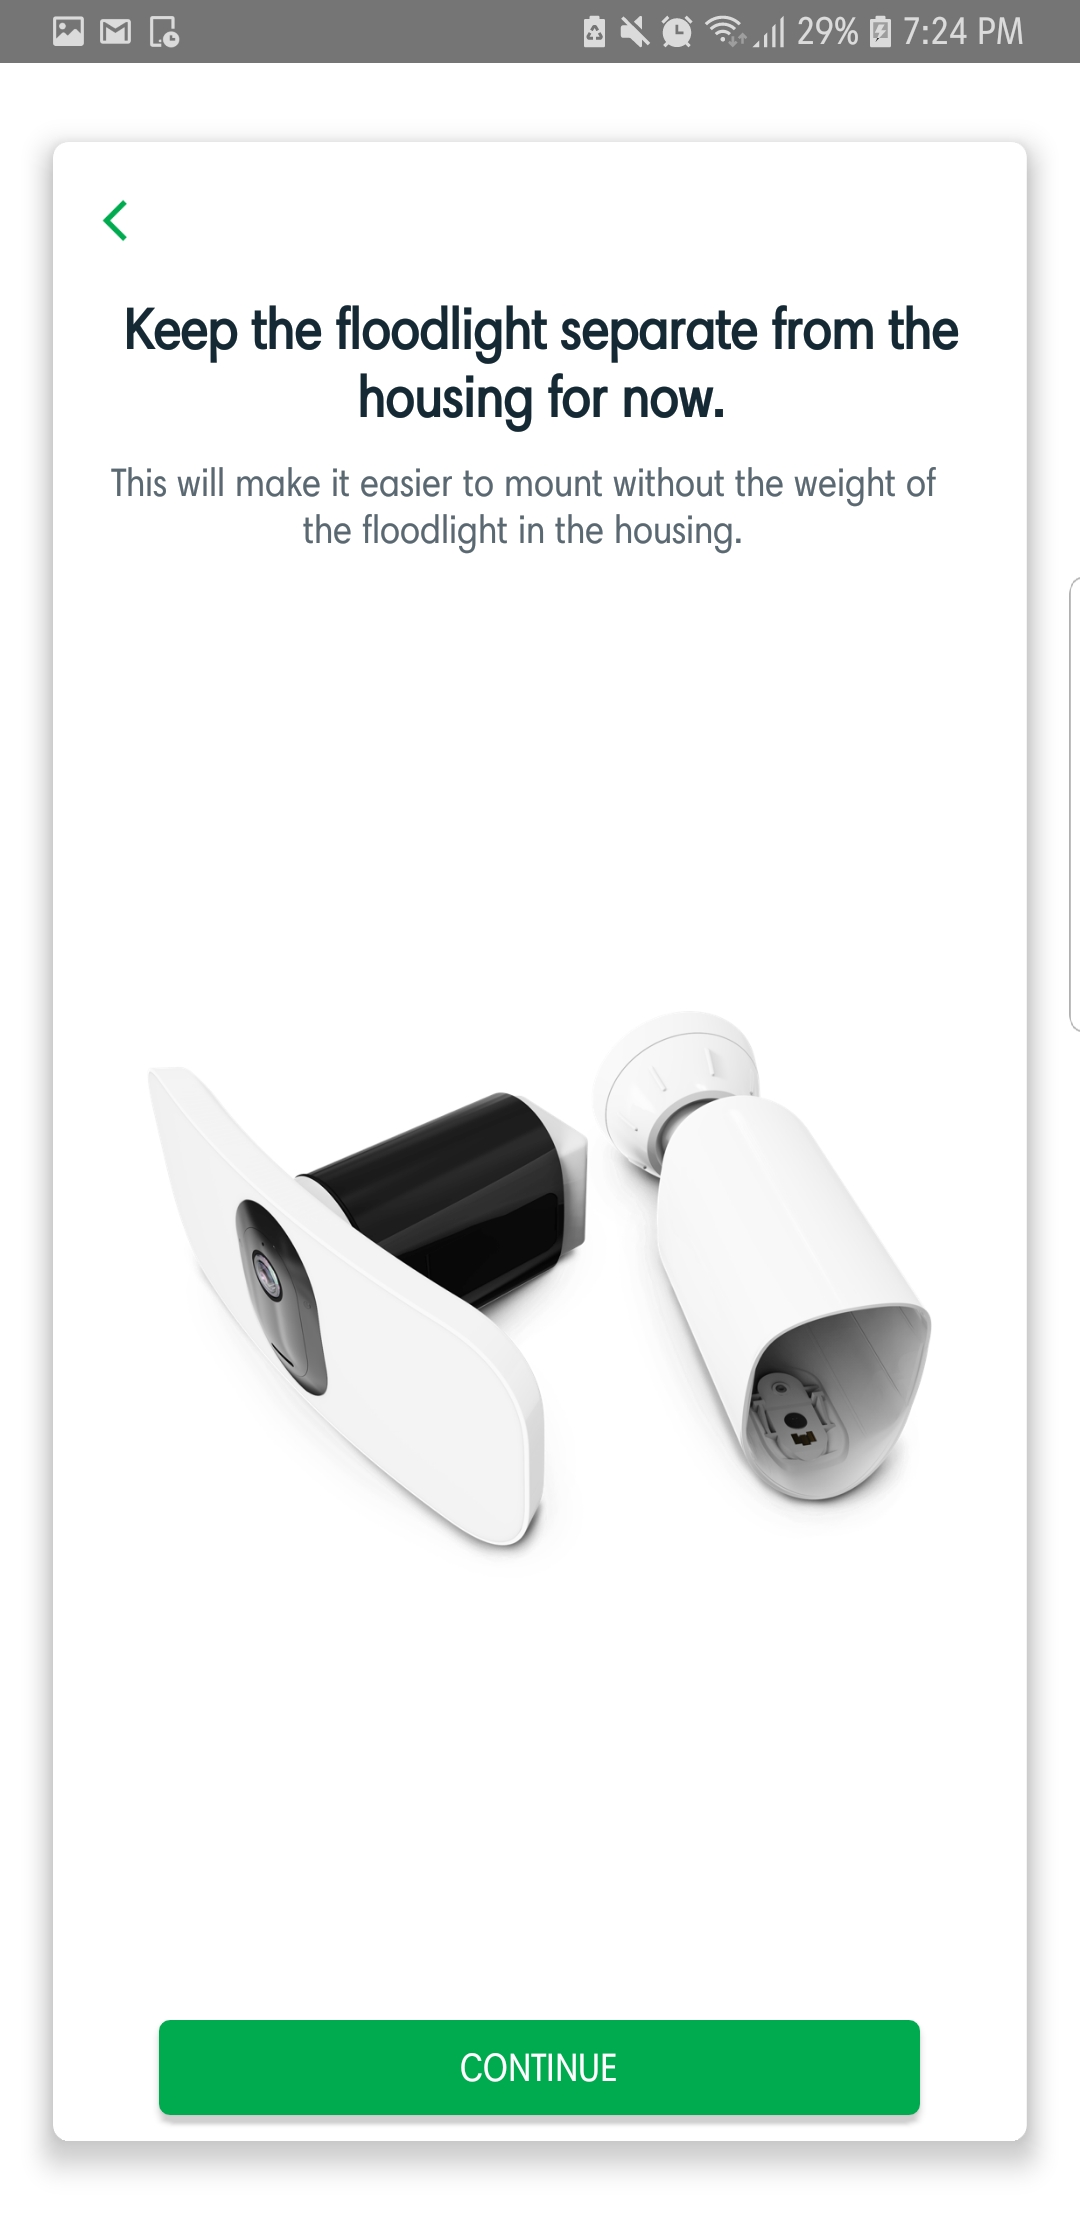 29% 7:24 PM
Keep the floodlight separate from the
housing for now.
This will make it easier to mount without the weight of
the floodlight in the housing.
CONTINUE